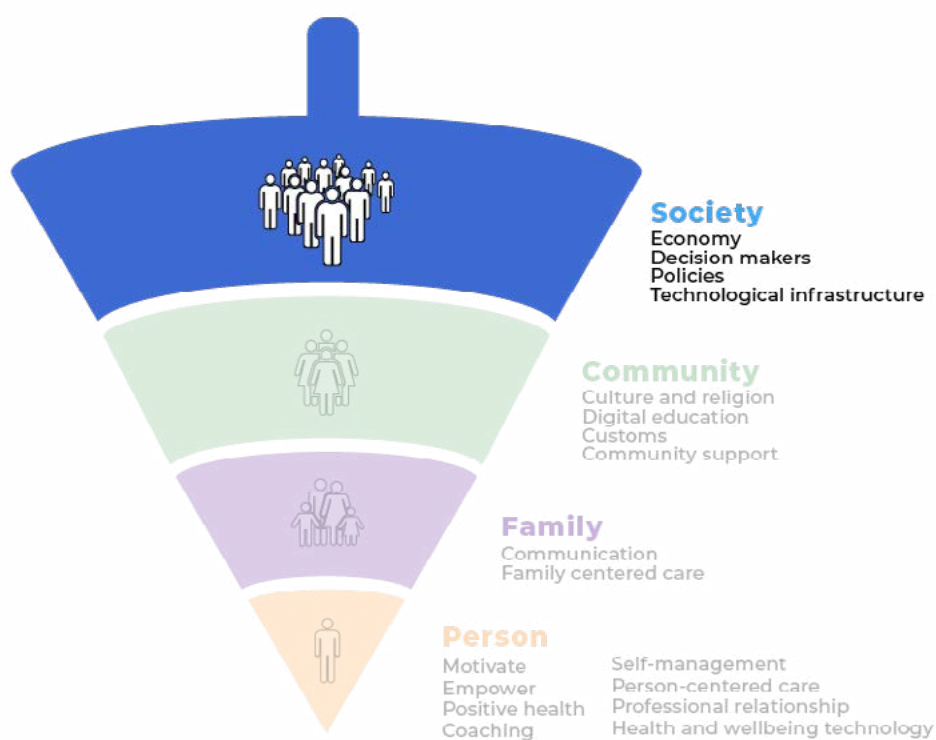 Society
Economy
Decision makers
Policies
Technological infrastructure
Community
Culture and religion
Digital education
Customs
Community support
Family
Communication
Family centered care
Person
Motivate
Empower
Positive health
Coaching
Self-management
Person-centered care
Professional relationship
Health and wellbeing technology